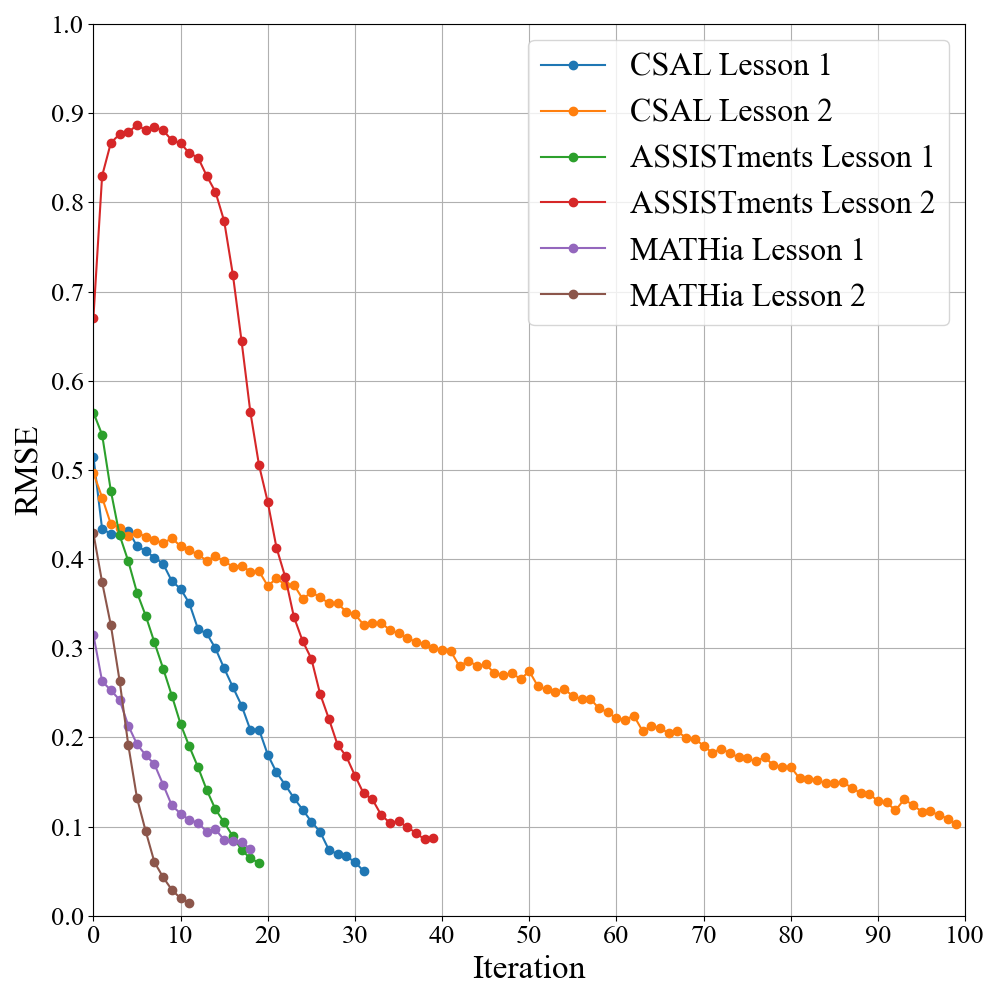 1.0
0.9
0.8
0.7
0.6
0.5
0.4
0.3
0.2
0.1
0.0
RMSE
CSAL Lesson 1
CSAL Lesson 2
ASSISTments Lesson 1
ASSISTments Lesson 2
MATHia Lesson 1
MATHia Lesson 2
0 10 20 30 40 50 60 70 80 90 100
Iteration